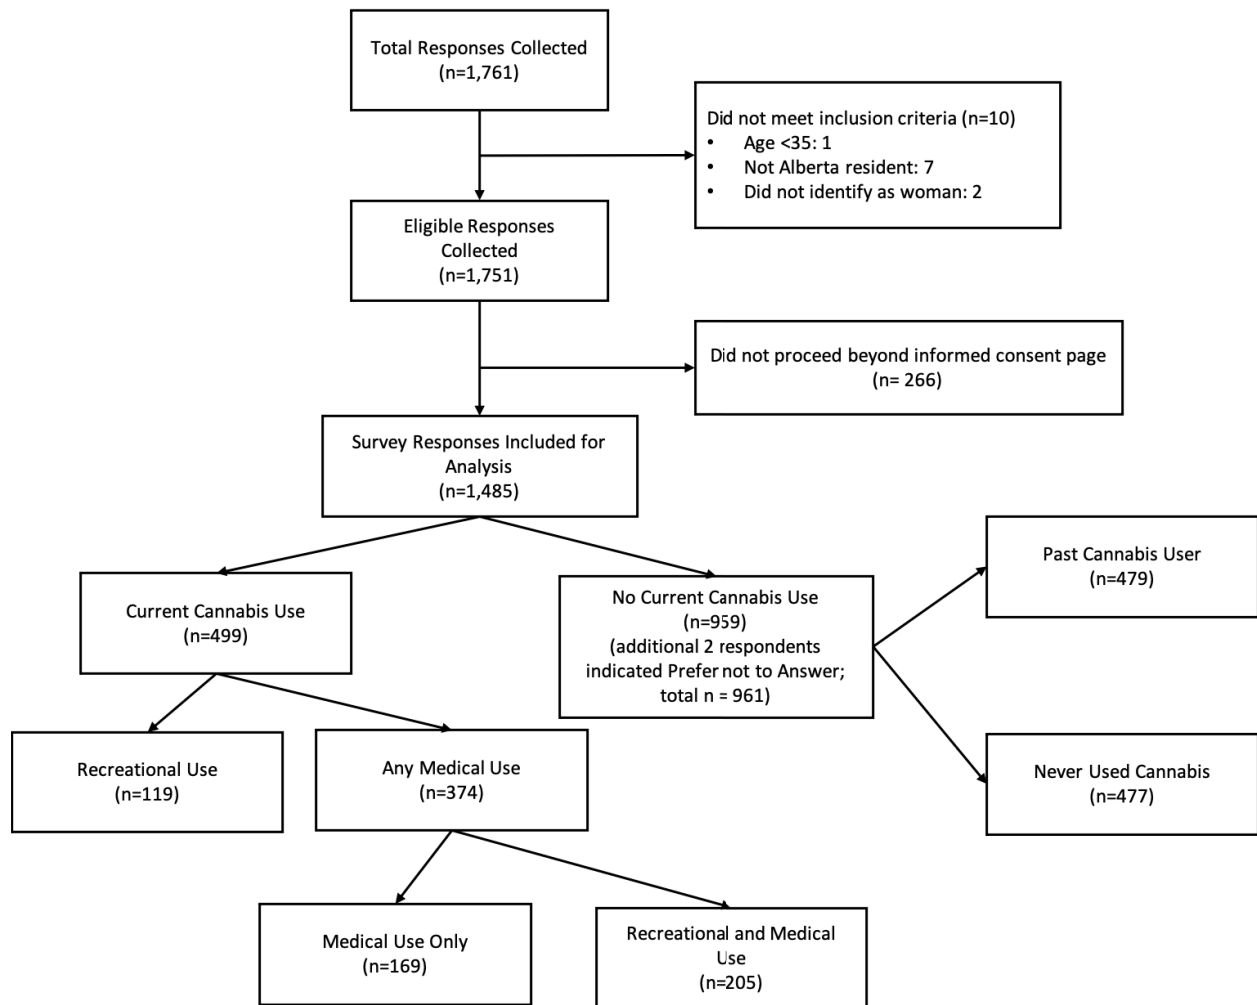 Total Responses Collected
(n=1,761)
Did not meet inclusion criteria (n=10)
• Age <35: 1
• Not Alberta resident: 7
• Did not identify as woman: 2
Eligible Responses
Collected
(n=1,751)
Did not proceed beyond informed consent page
(n= 266)
Survey Responses Included for
Analysis
(n=1,485)
Current Cannabis Use
(n=499)
No Current Cannabis Use
(n=959)
(additional 2 respondents
indicated Prefer not to Answer;
total n = 961)
Past Cannabis User
(n=479)
Never Used Cannabis
(n=477)
Recreational Use
(n=119)
Any Medical Use
(n=374)
Medical Use Only
(n=169)
Recreational and Medical
Use
(n=205)